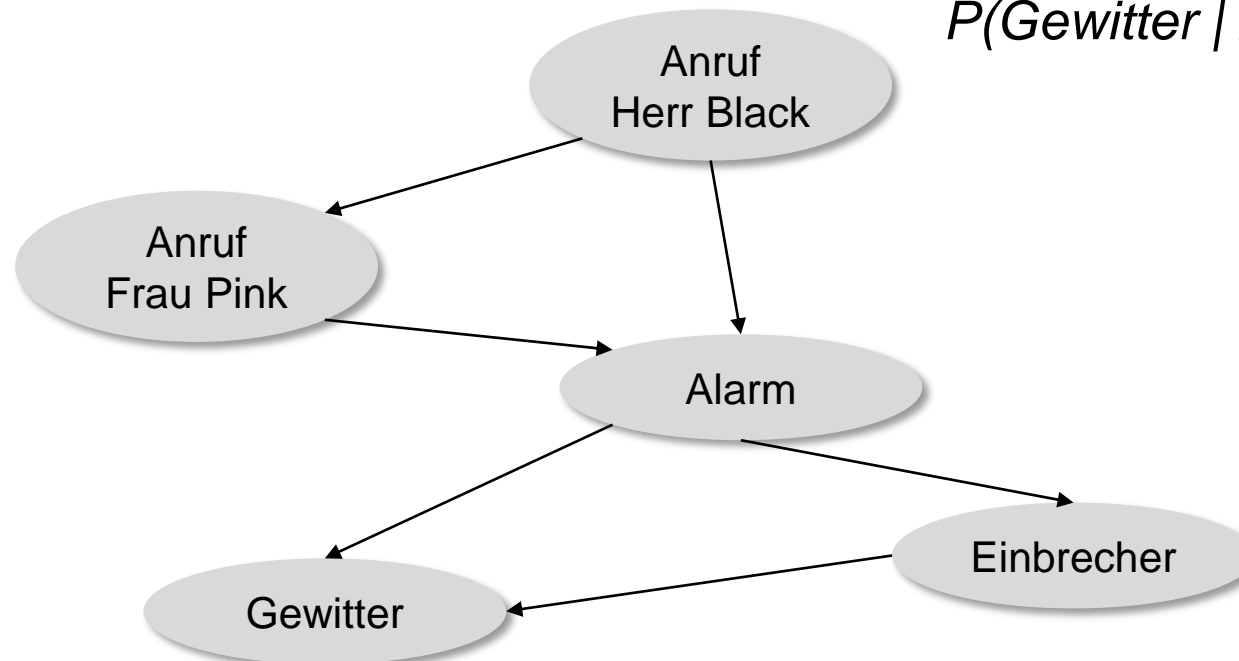 P(Gewitter |
Anruf
Herr Black
Anruf
Frau Pink
Alarm
Einbrecher
Gewitter